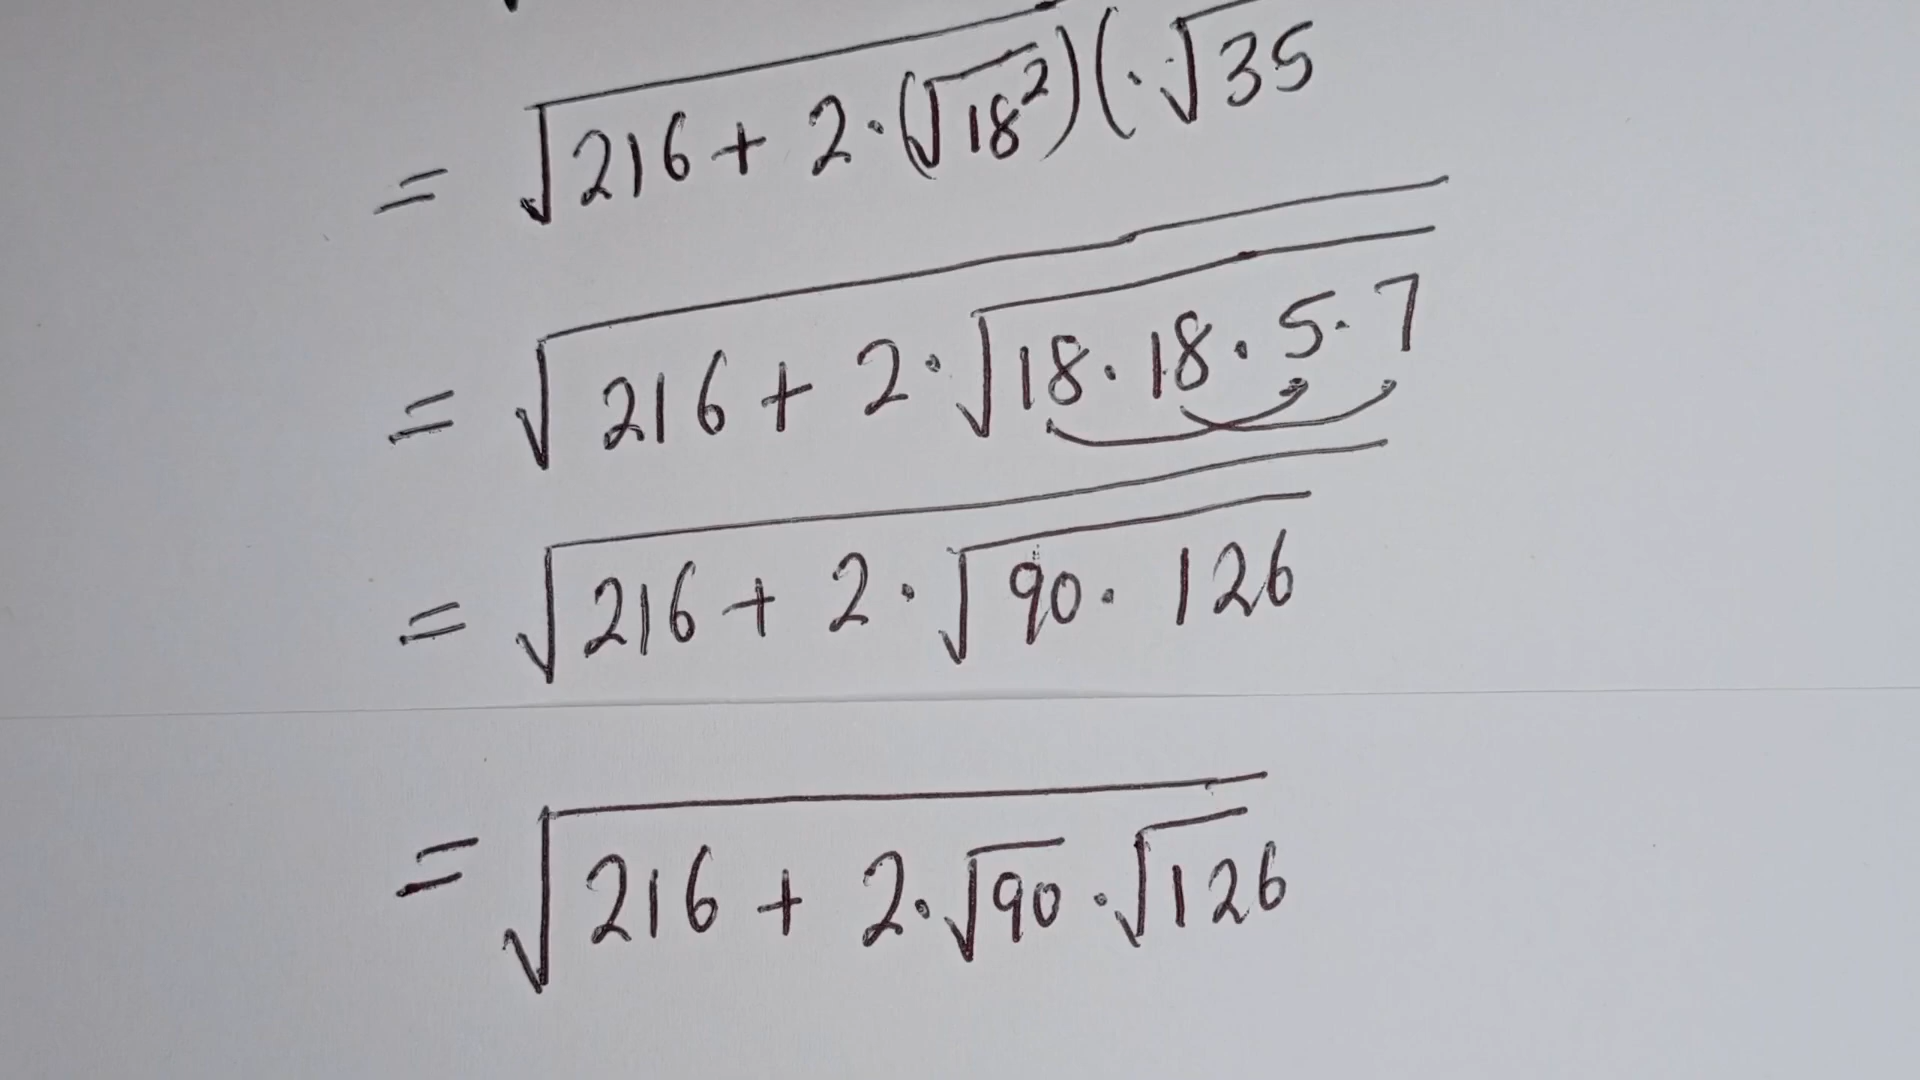 = √216 + 2 · (√18²)(· √35
= √216 + 2 · √18 · 18 · 5 · 7
= √216 + 2 · √90 · 126
= √216 + 2 · √90 · √126